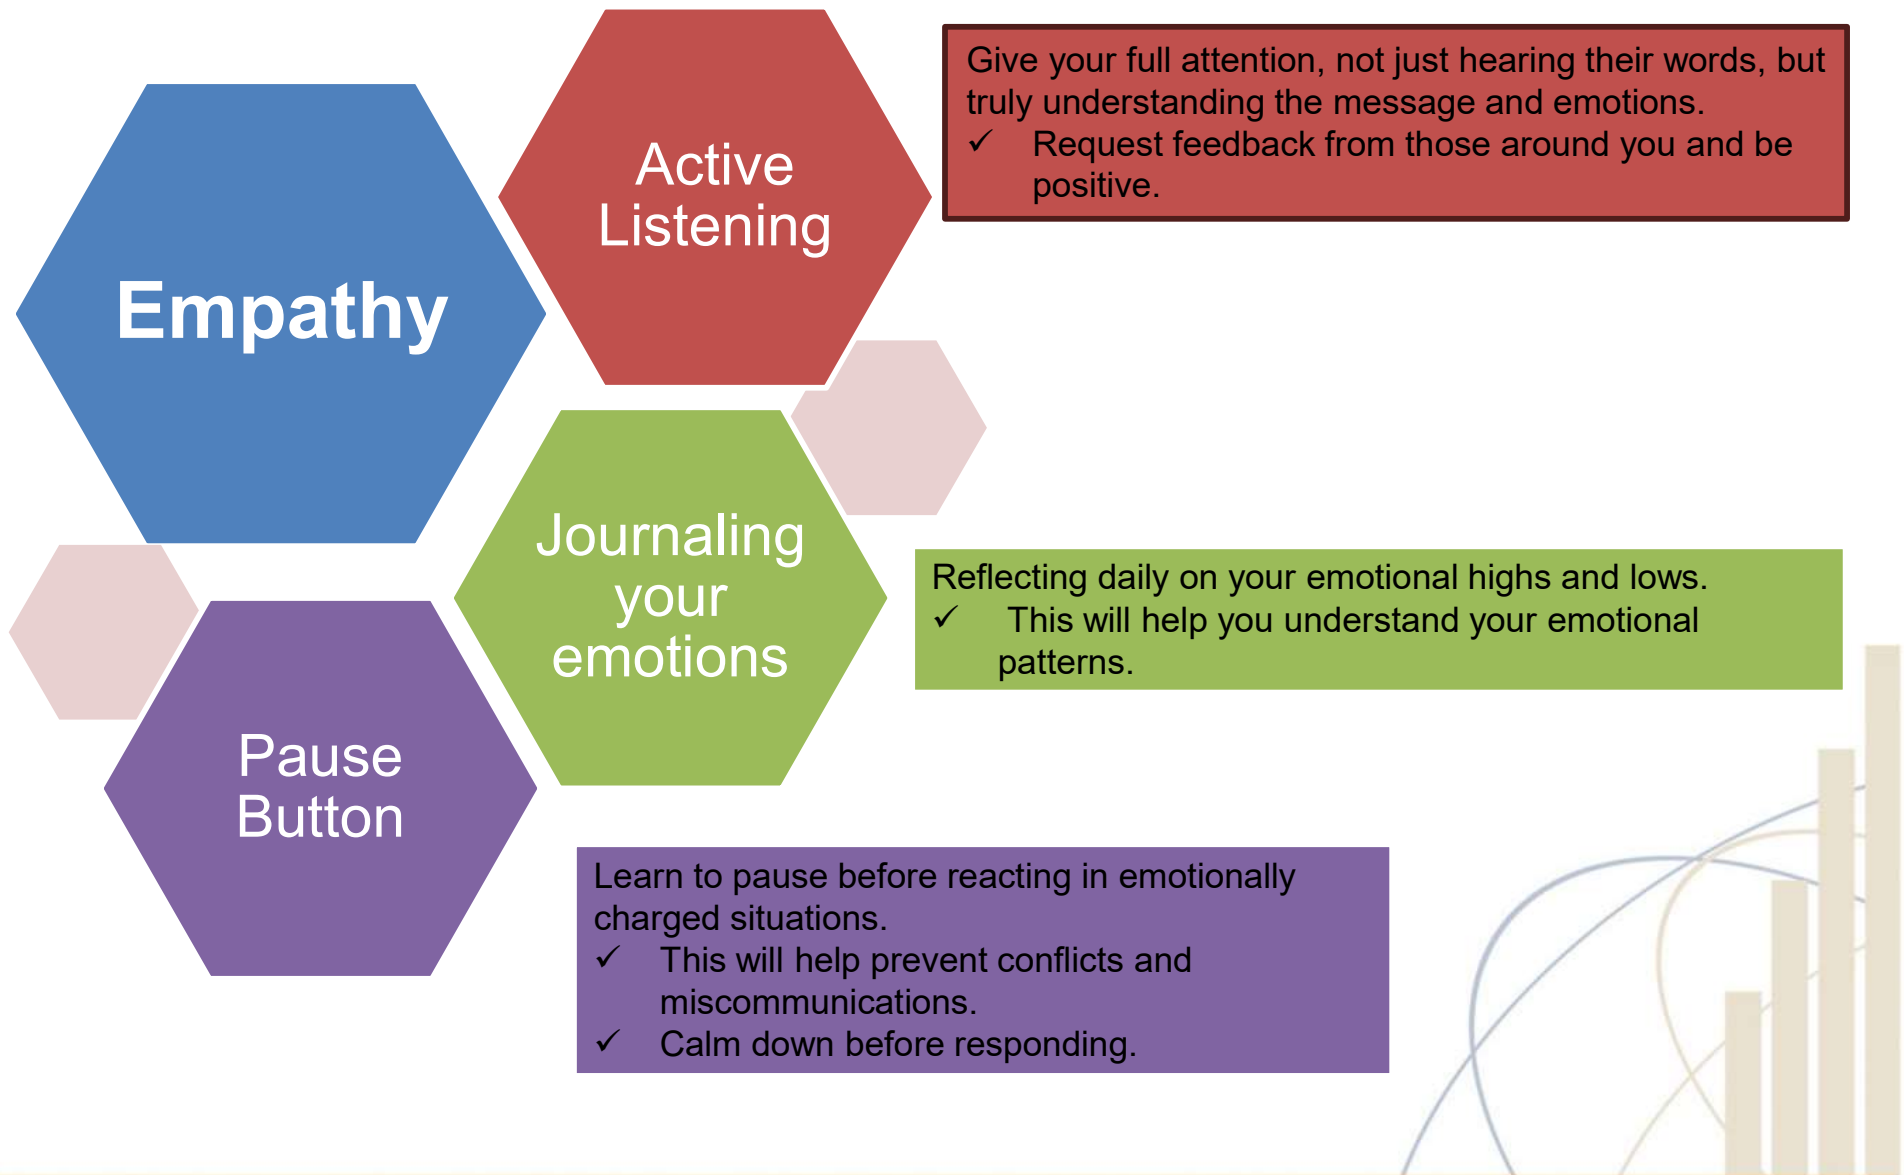 Empathy
Active
Listening
Give your full attention, not just hearing their words, but
truly understanding the message and emotions.
✓ Request feedback from those around you and be
positive.
Journaling
your
emotions
Reflecting daily on your emotional highs and lows.
✓ This will help you understand your emotional
patterns.
Pause
Button
Learn to pause before reacting in emotionally
charged situations.
✓ This will help prevent conflicts and
miscommunications.
✓ Calm down before responding.